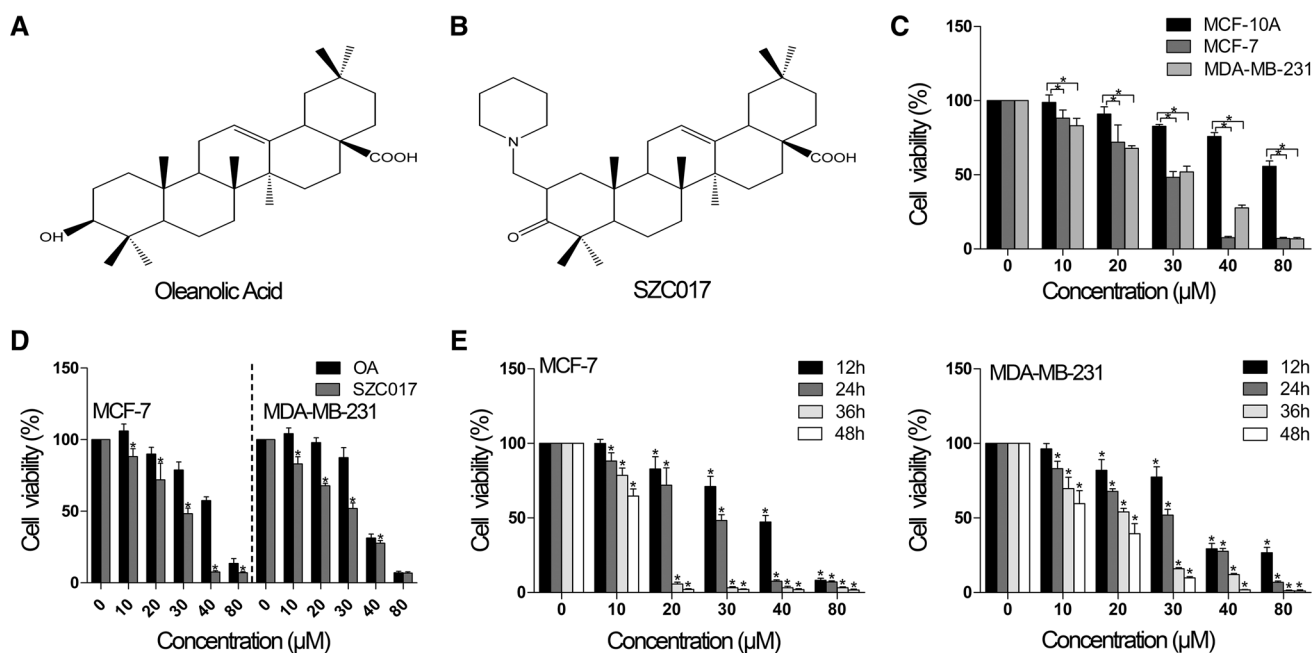 A
COOH
OH
Oleanolic Acid
B
N
COOH
O
SZC017
C
MCF-10A
MCF-7
MDA-MB-231
Cell viability (%)
150
100
50
0
* * * * * * * * * *
0 10 20 30 40 80
Concentration (µM)
D
OA
SZC017
MCF-7
MDA-MB-231
Cell viability (%)
150
100
50
0
* * * * * * * * *
0 10 20 30 40 80 0 10 20 30 40 80
Concentration (µM)
E
MCF-7
12h
24h
36h
48h
Cell viability (%)
150
100
50
0
* * * * * * * * * * * * * * * * * * *
0 10 20 30 40 80
Concentration (µM)
MDA-MB-231
12h
24h
36h
48h
Cell viability (%)
150
100
50
0
* * * * * * * * * * * * * * * * * * *
0 10 20 30 40 80
Concentration (µM)